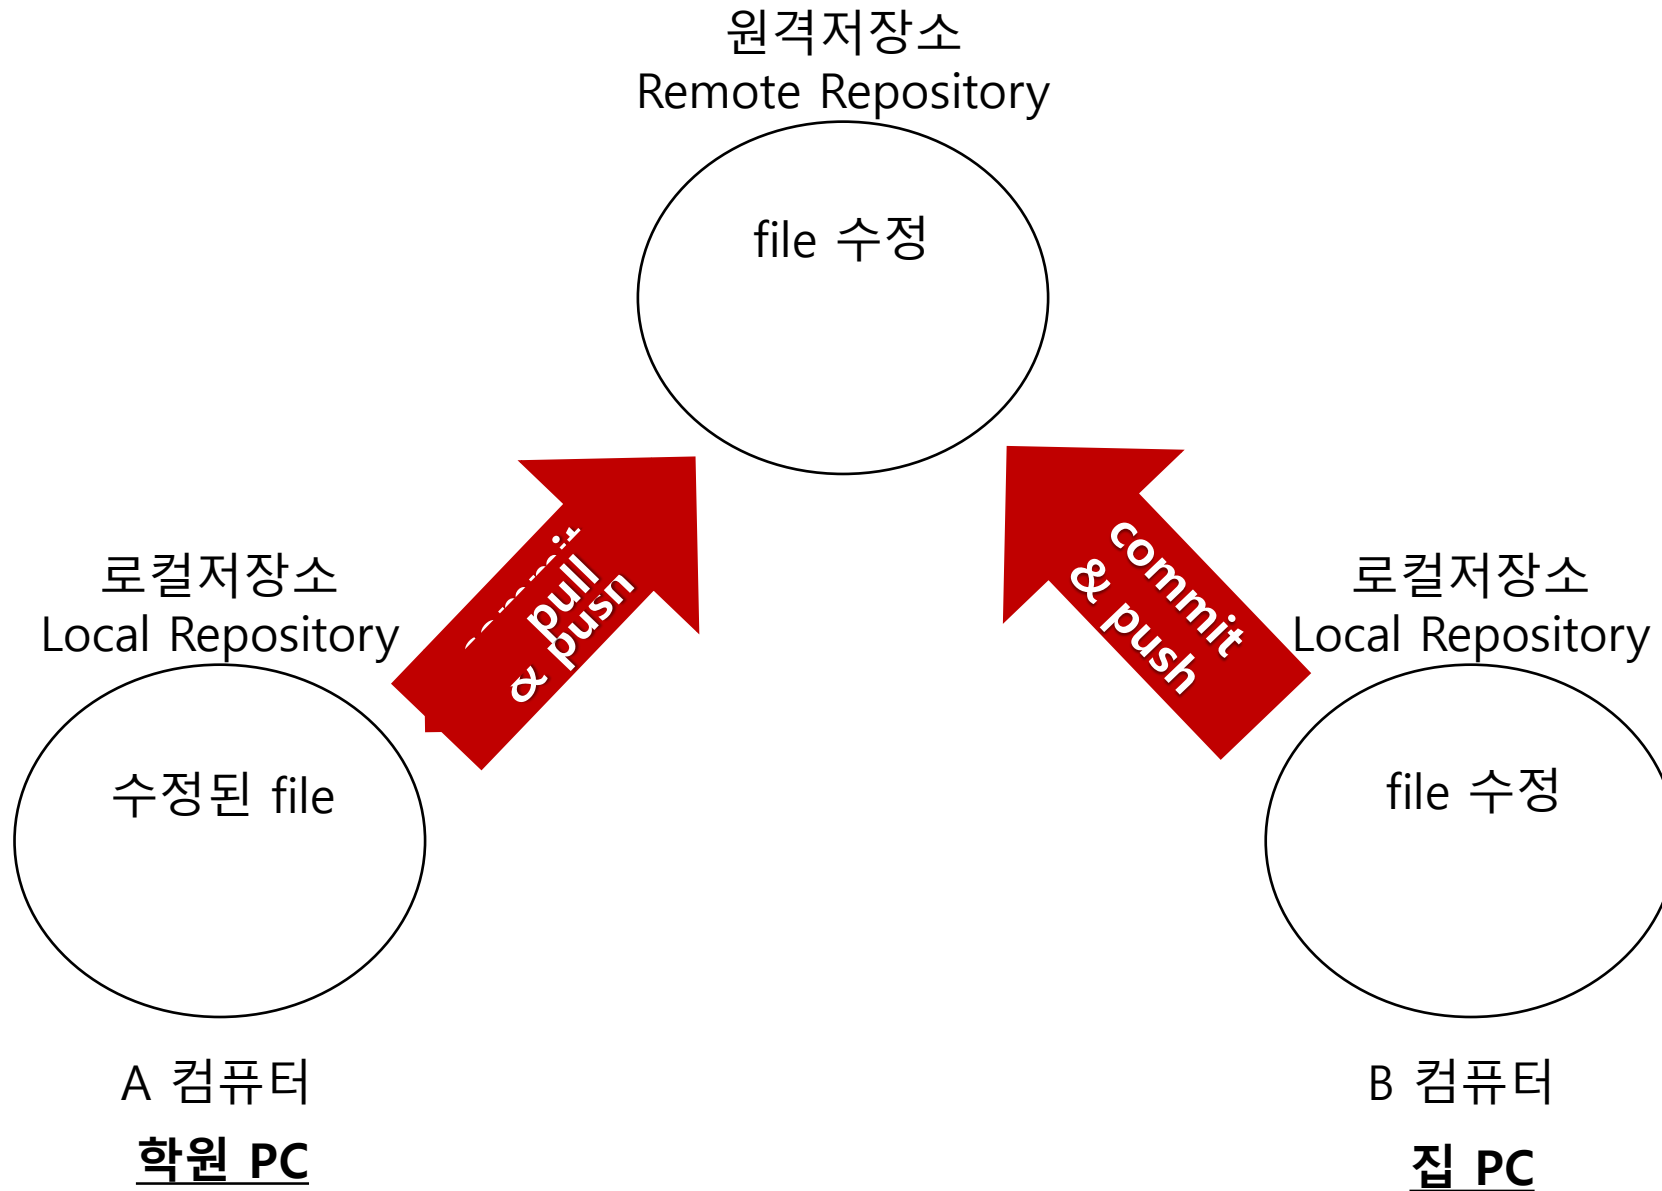 원격저장소
Remote Repository
file 수정
로컬저장소
Local Repository
수정된 file
A 컴퓨터
학원 PC
commit
pull
& push
commit
& push
로컬저장소
Local Repository
file 수정
B 컴퓨터
집 PC